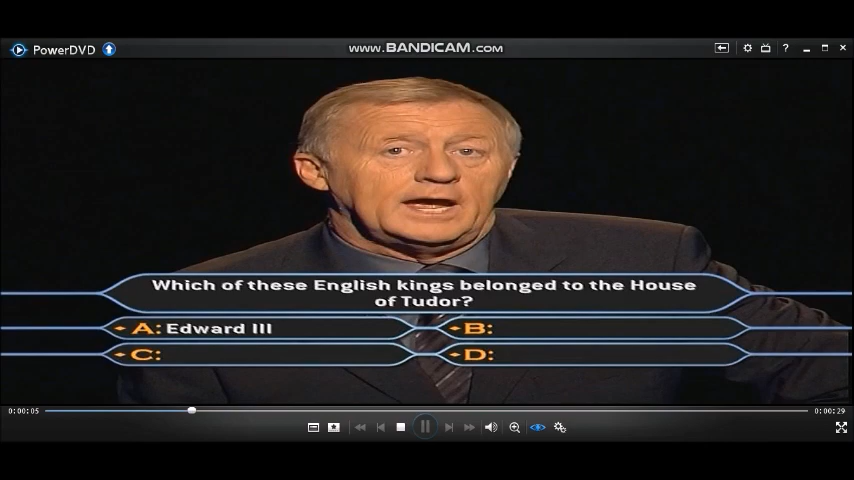 PowerDVD
www.BANDICAM.com
?
Which of these English kings belonged to the House
of Tudor?
A: Edward III
B:
C:
D:
0:00:05
0:00:29